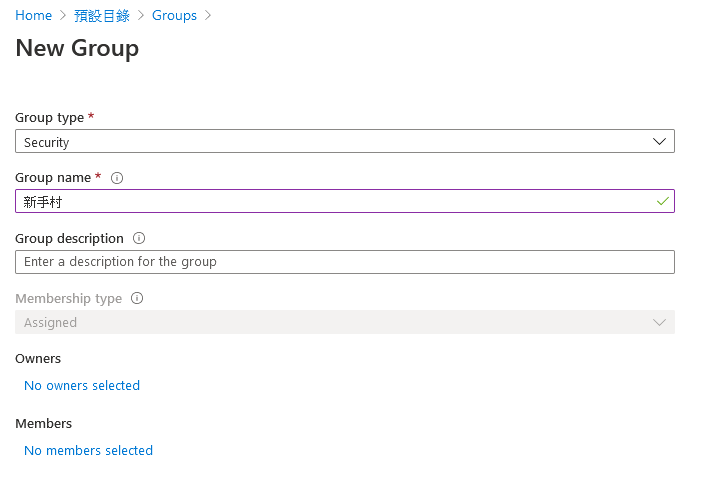 Home > 預設目錄 > Groups >
New Group
Group type *
Security
Group name *
新手村
Group description
Enter a description for the group
Membership type
Assigned
Owners
No owners selected
Members
No members selected